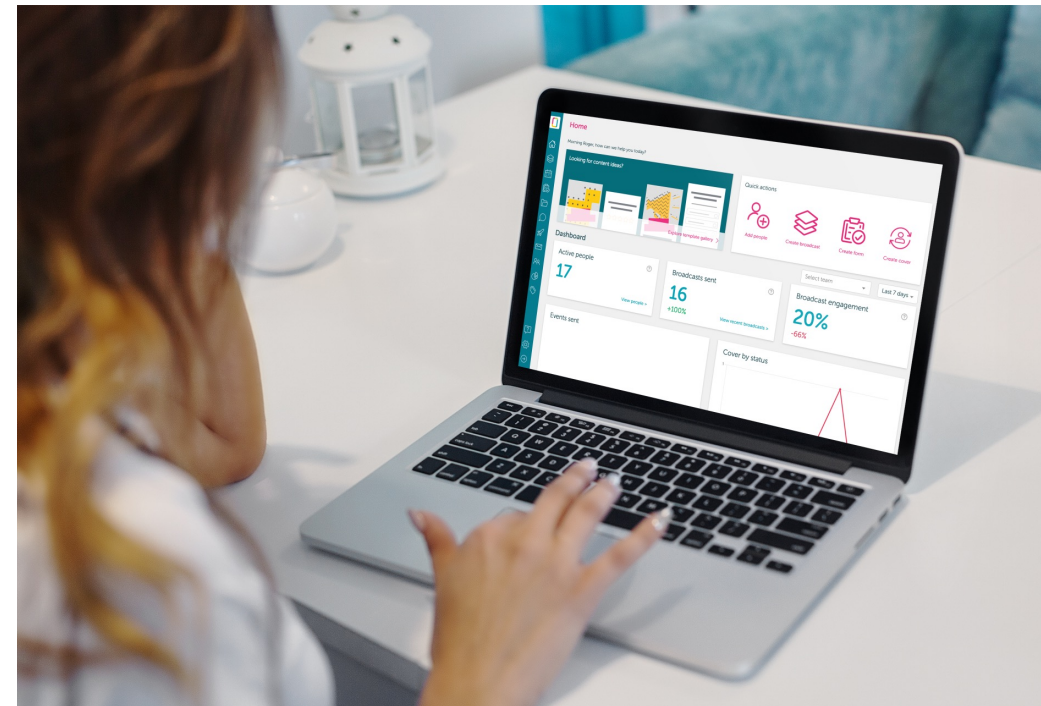 Home
Morning Roger, How can we help you today?
Looking for content ideas?
Explore template gallery
Quick actions
Add people
Create broadcast
Create form
Create cover
Dashboard
Select team
Last 7 days
Active people
17
View people >
Broadcasts sent
16
+100%
View recent broadcasts >
Broadcast engagement
20%
-66%
Events sent
Cover by status